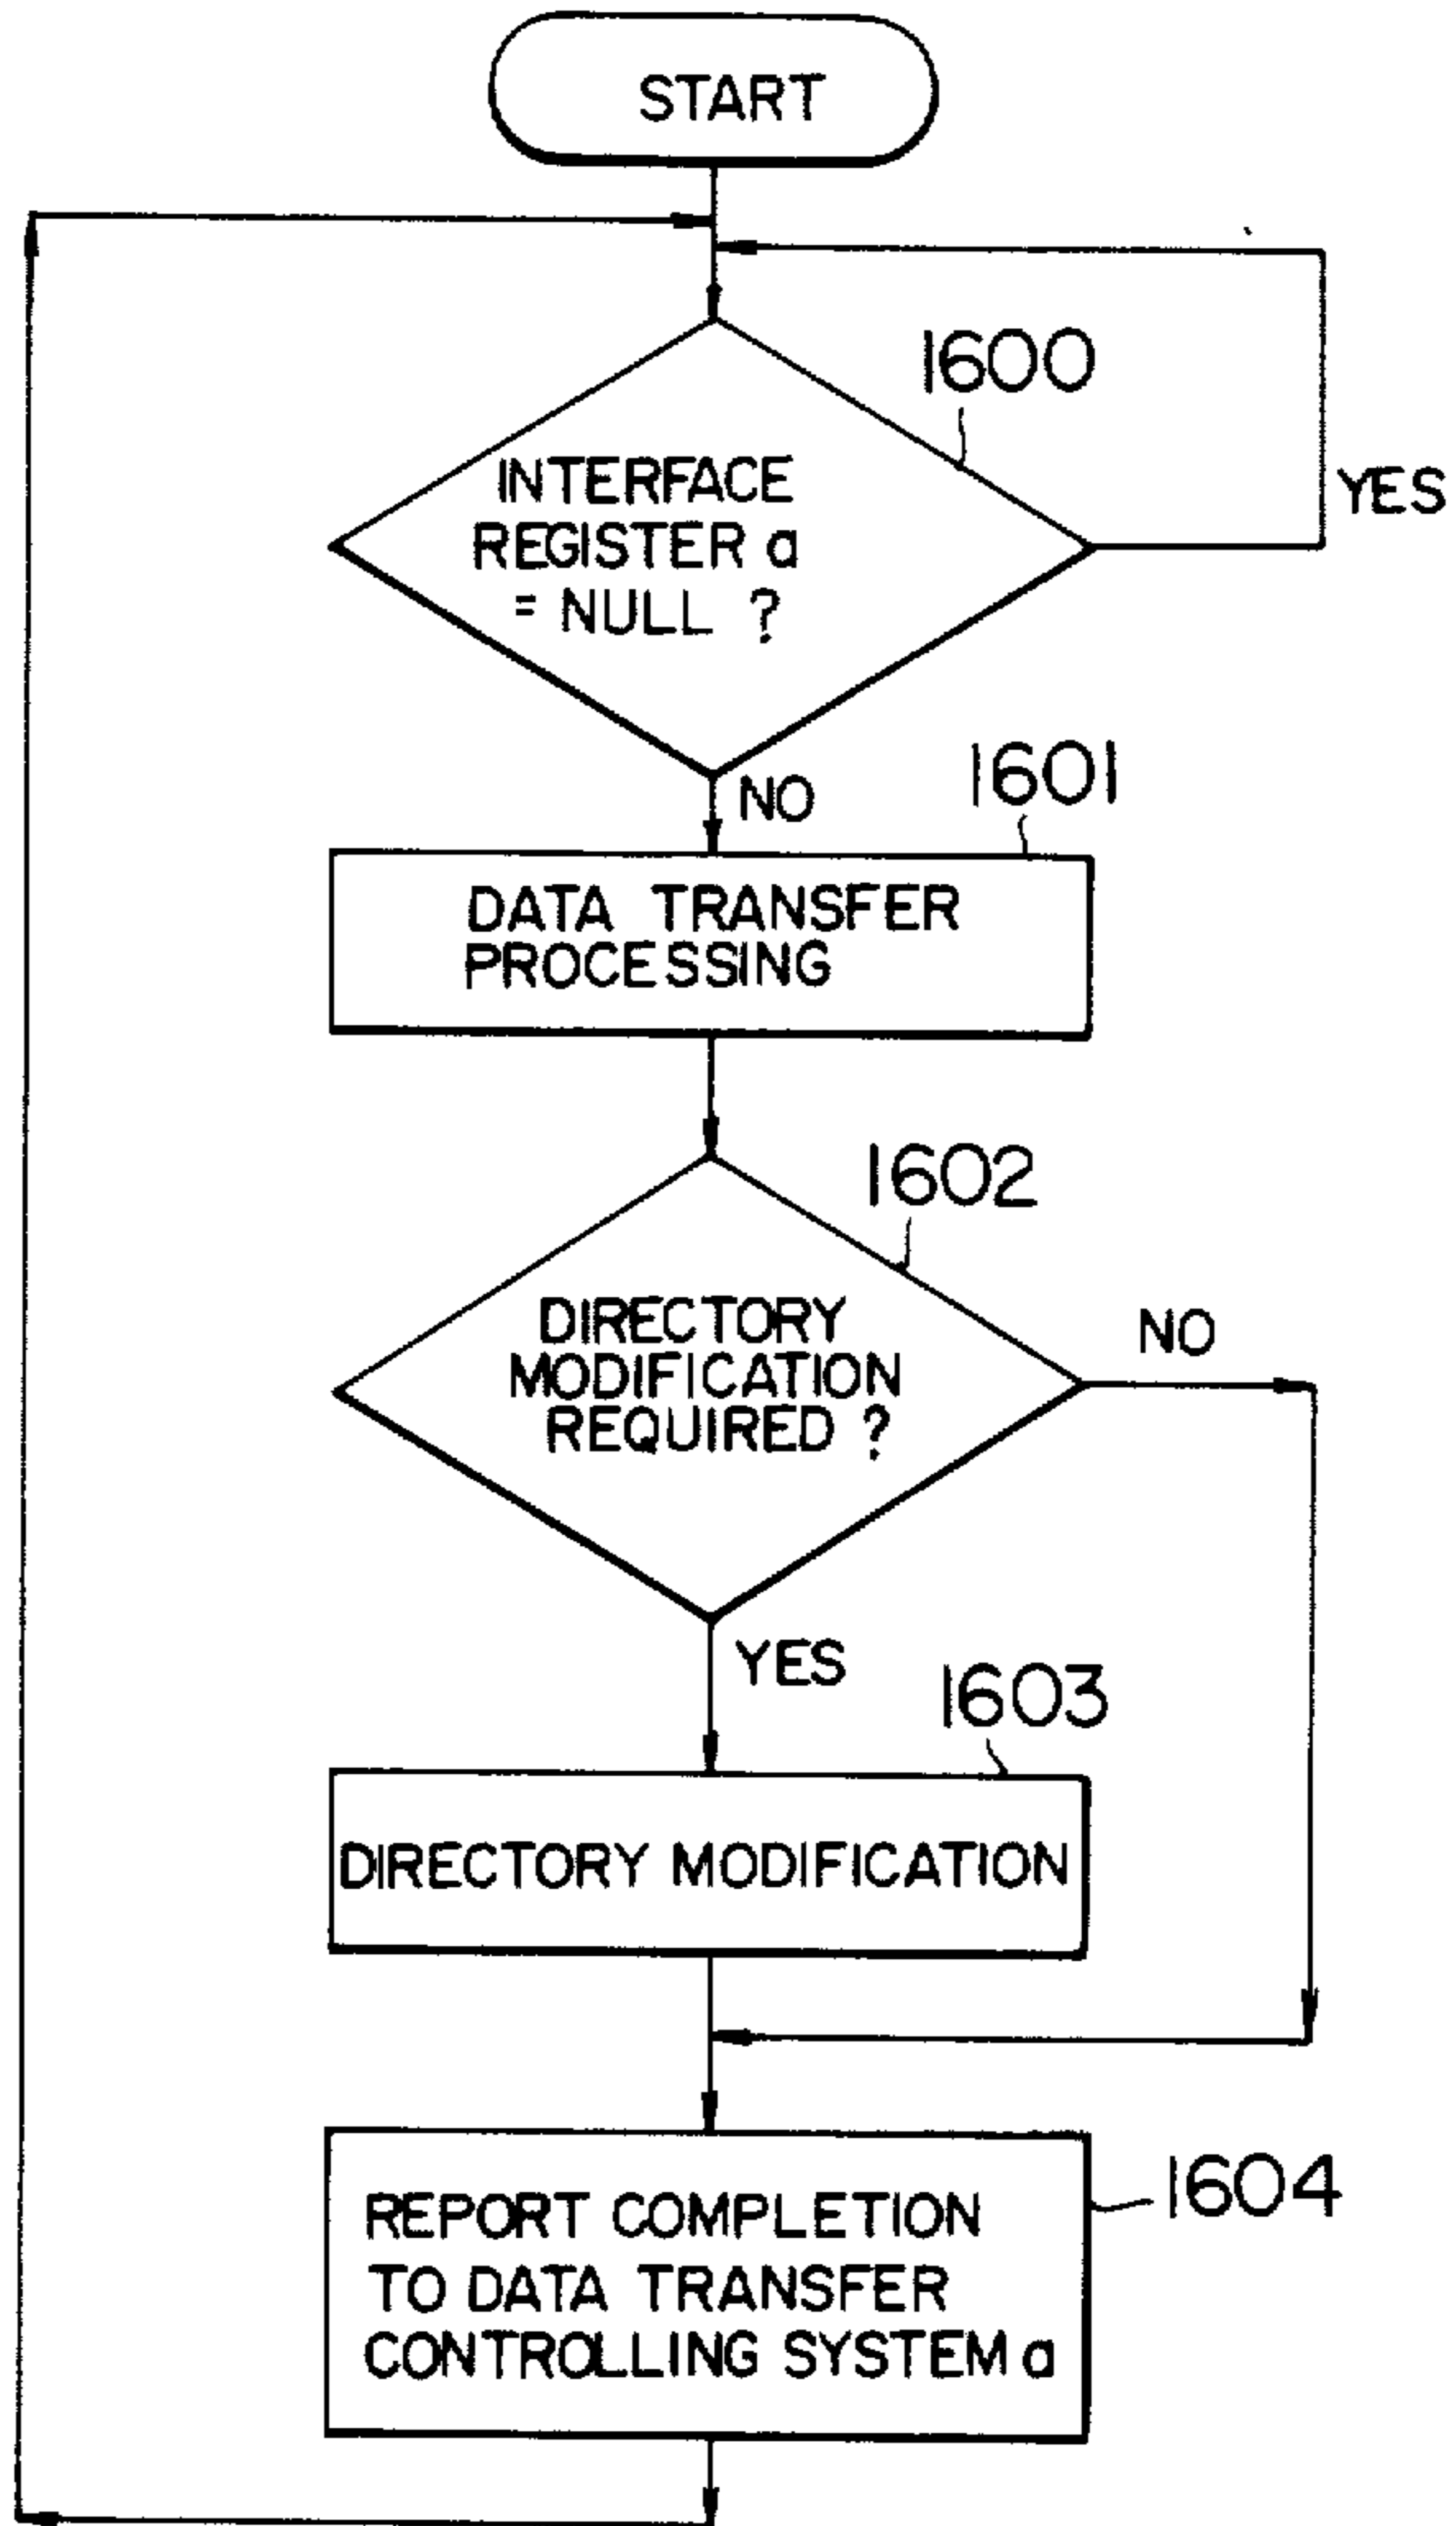 START
1600
INTERFACE
REGISTER a
= NULL ?
YES
NO
1601
DATA TRANSFER
PROCESSING
1602
DIRECTORY
MODIFICATION
REQUIRED ?
NO
YES
1603
DIRECTORY MODIFICATION
1604
REPORT COMPLETION
TO DATA TRANSFER
CONTROLLING SYSTEM a